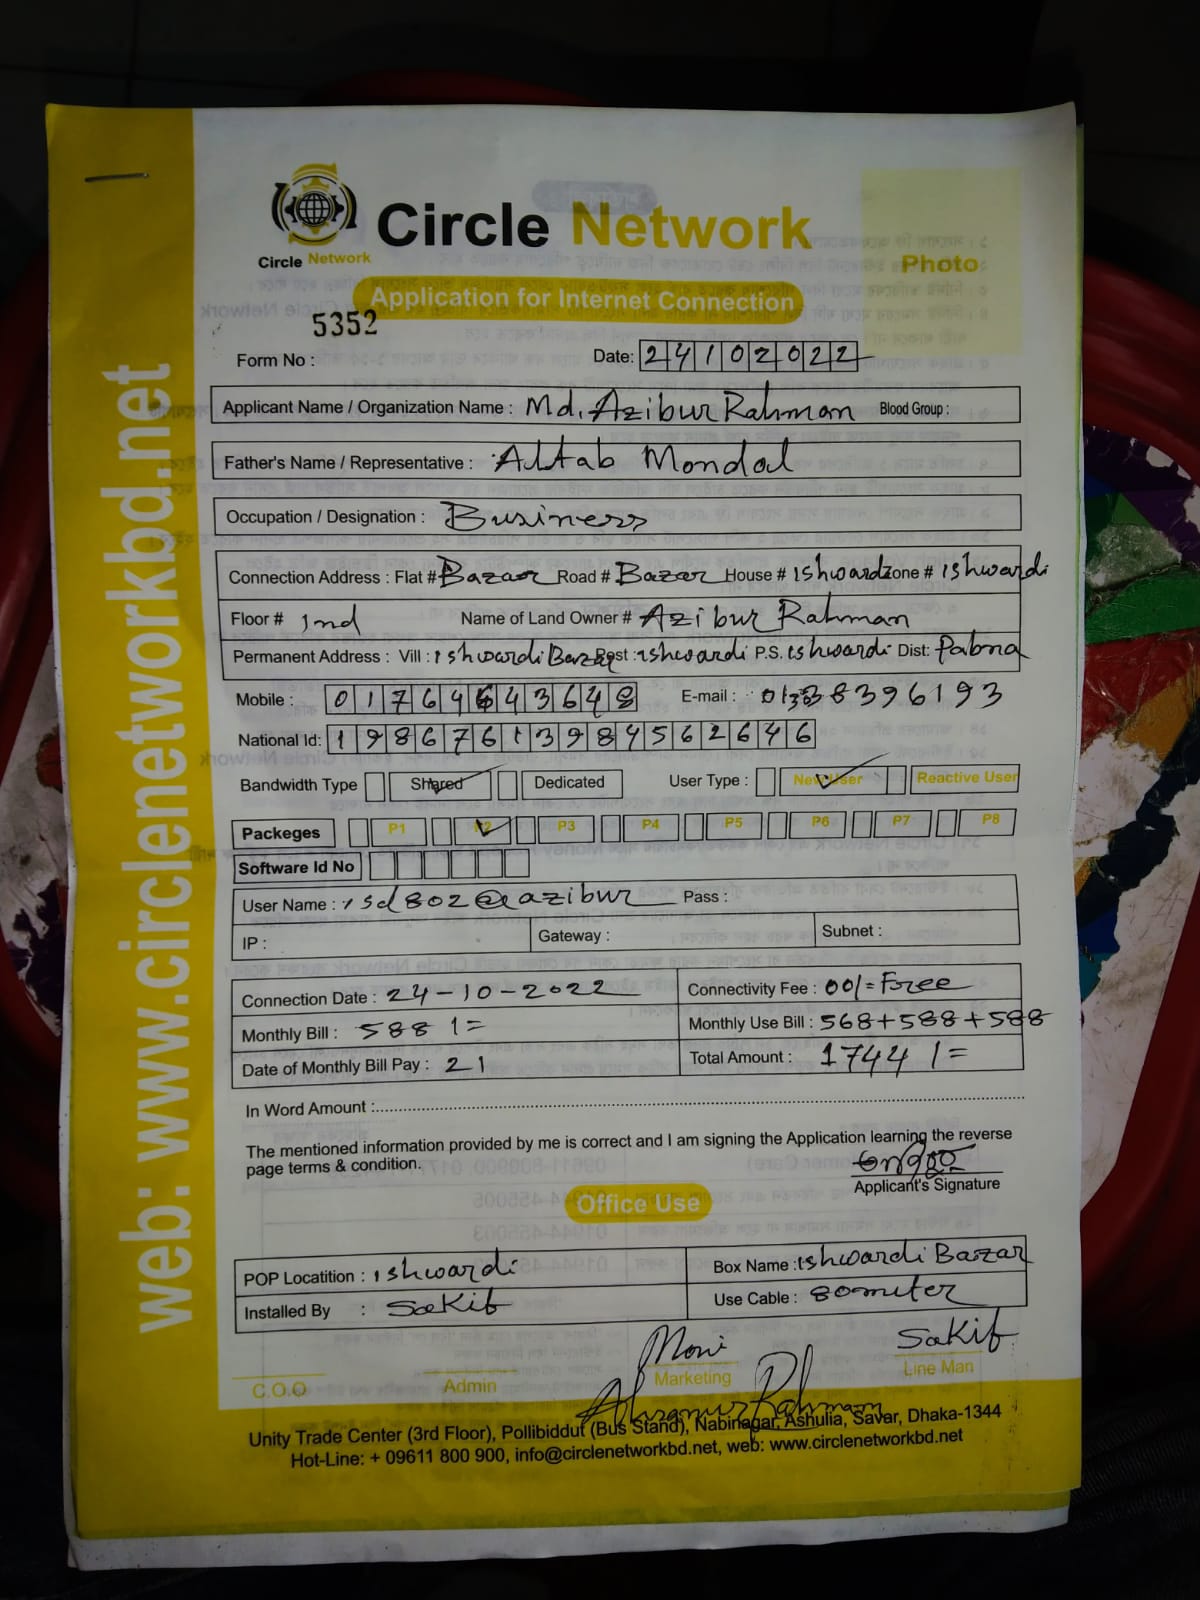 Circle Network
Circle Network
Photo
Application for Internet Connection
5352
Form No : Date: 24102022
Applicant Name / Organization Name : Md. Azibur Rahman Blood Group :
Father's Name / Representative : Altab Mondal
Occupation / Designation : Business
Connection Address : Flat # Bazar Road # Bazar House # ishwardi Zone # ishwardi
Floor # 1nd Name of Land Owner # Azibur Rahman
Permanent Address : Vill : ishwardi Bazar Post : ishwardi P.S. ishwardi Dist: Pabna
Mobile : 01764643648 E-mail :
National Id: 19867613984562646
Bandwidth Type Shared Dedicated User Type : New User Reactive User
Packeges P1 P2 P3 P4 P5 P6 P7 P8
Software Id No
User Name : isd802@azibur Pass :
IP : Gateway : Subnet :
Connection Date : 24-10-2022 Connectivity Fee : 00/= Free
Monthly Bill : 588 /= Monthly Use Bill : 568+588+588
Date of Monthly Bill Pay : 21 Total Amount : 1744 /=
In Word Amount :
The mentioned information provided by me is correct and I am signing the Application learning the reverse
page terms & condition.
Applicant's Signature
Office Use
POP Locatition : ishwardi Box Name : ishwardi Bazar
Installed By : Sakib Use Cable : 80 miter
Moni Sakib
C.O.O Admin Marketing Line Man
Unity Trade Center (3rd Floor), Pollibiddut (Bus Stand), Nabinagar, Ashulia, Savar, Dhaka-1344
Hot-Line: + 09611 800 900, info@circlenetworkbd.net, web: www.circlenetworkbd.net
web: www.circlenetworkbd.net